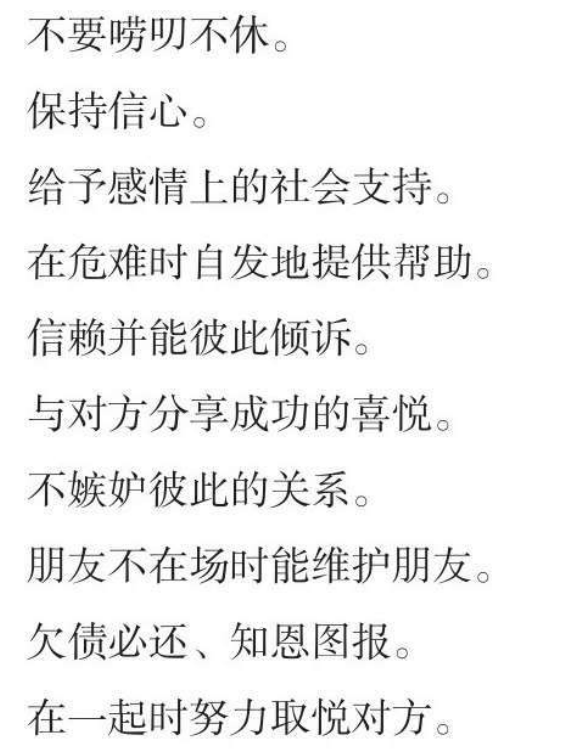 不要唠叨不休。
保持信心。
给予感情上的社会支持。
在危难时自发地提供帮助。
信赖并能彼此倾诉。
与对方分享成功的喜悦。
不嫉妒彼此的关系。
朋友不在场时能维护朋友。
欠债必还、知恩图报。
在一起时努力取悦对方。